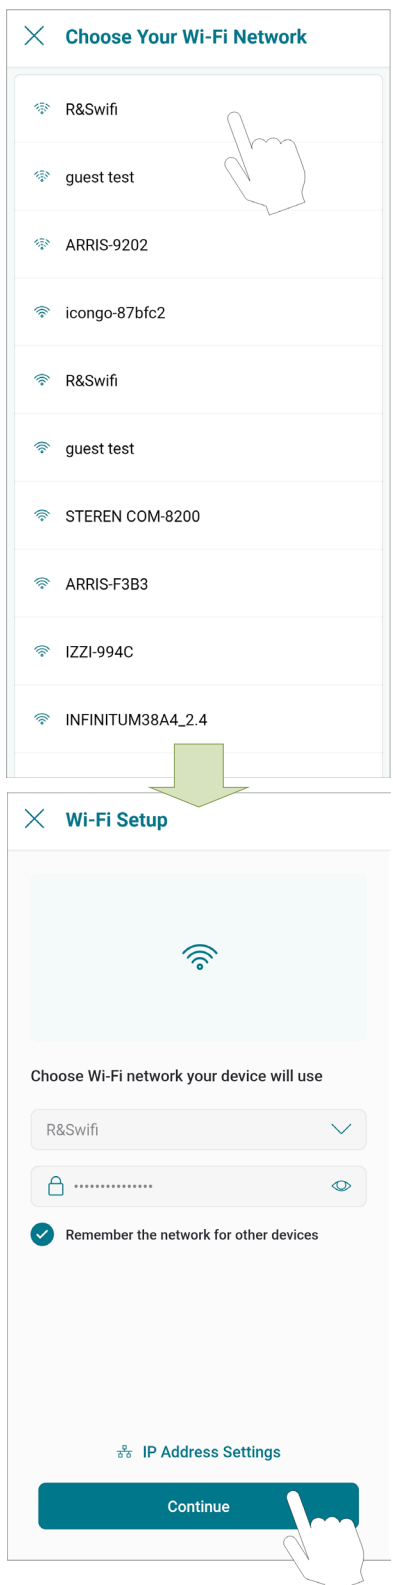 Choose Your Wi-Fi Network
R&Swifi
guest test
ARRIS-9202
icongo-87bfc2
R&Swifi
guest test
STEREN COM-8200
ARRIS-F3B3
IZZI-994C
INFINITUM38A4_2.4
Wi-Fi Setup
Choose Wi-Fi network your device will use
R&Swifi
•••••••••••••••
Remember the network for other devices
IP Address Settings
Continue